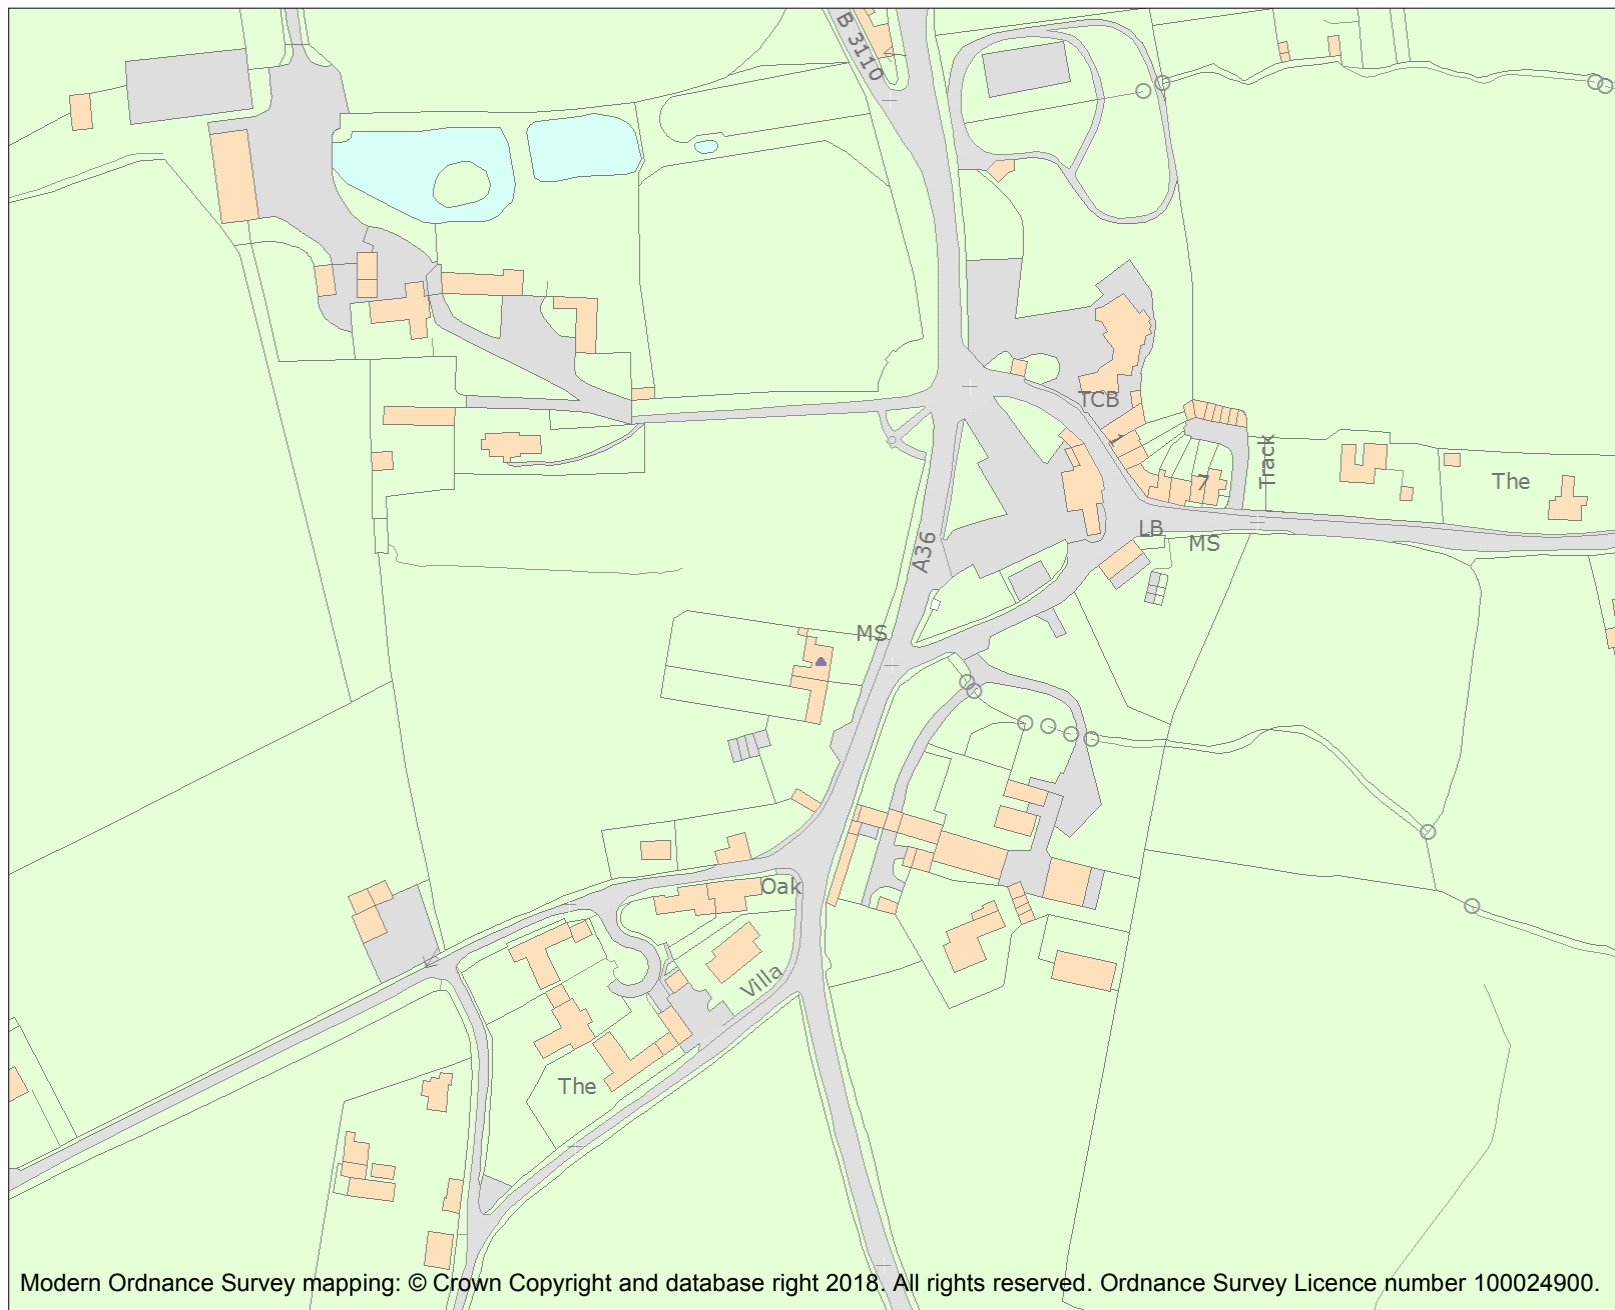 B 3110
TCB
1
7
Track
The
LB
MS
A36
MS
Oak
Villa
The
Modern Ordnance Survey mapping: © Crown Copyright and database right 2018. All rights reserved. Ordnance Survey Licence number 100024900.